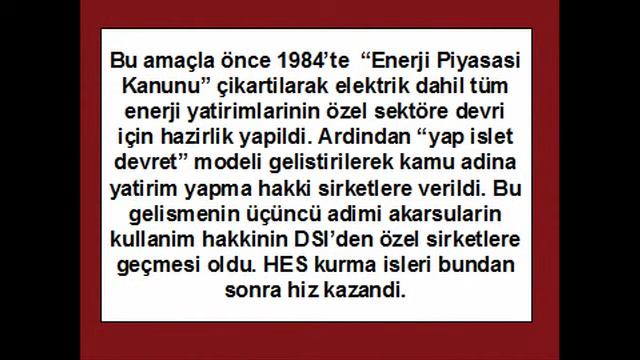 Bu amaçla önce 1984’te “Enerji Piyasasi
Kanunu” çikartilarak elektrik dahil tüm
enerji yatirimlarinin özel sektöre devri
için hazirlik yapildi. Ardindan “yap islet
devret” modeli gelistirilerek kamu adina
yatirim yapma hakki sirketlere verildi. Bu
gelismenin üçüncü adimi akarsularin
kullanim hakkinin DSI’den özel sirketlere
geçmesi oldu. HES kurma isleri bundan
sonra hiz kazandi.